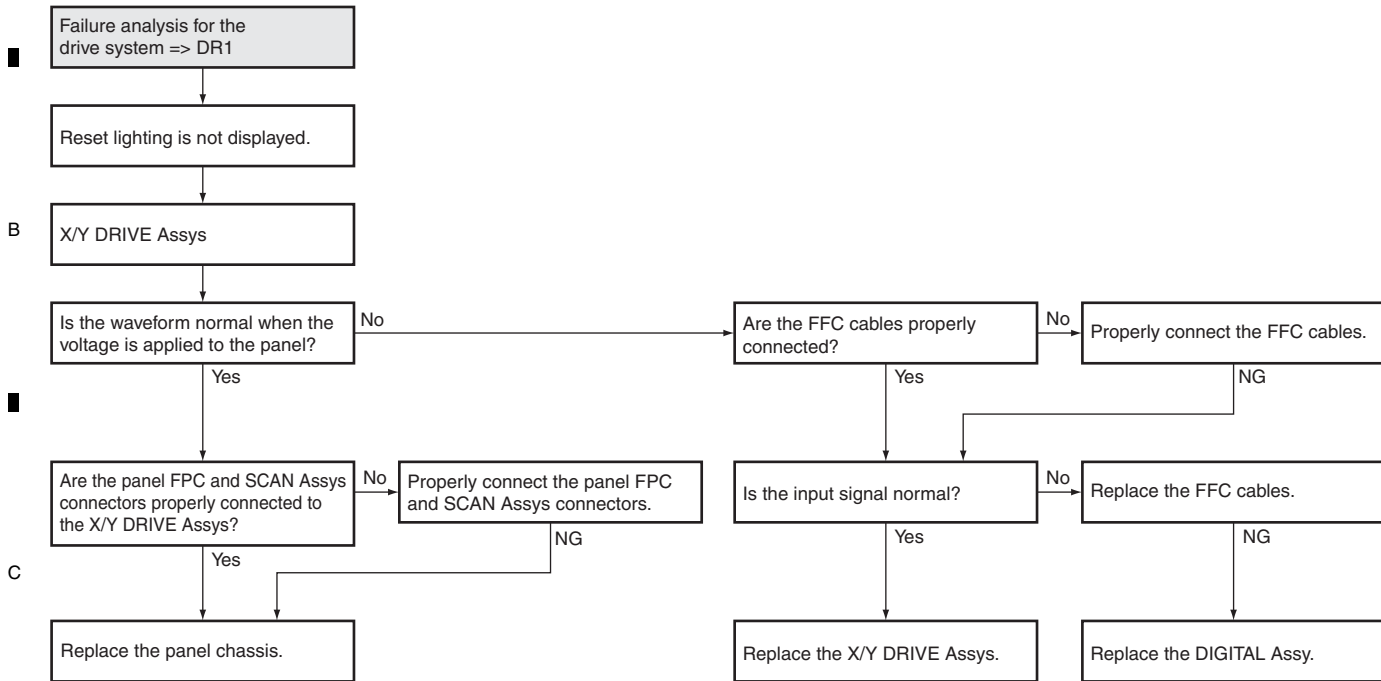 Failure analysis for the
drive system => DR1
Reset lighting is not displayed.
B
X/Y DRIVE Assys
Is the waveform normal when the
voltage is applied to the panel?
No
Are the FFC cables properly
connected?
No
Properly connect the FFC cables.
Yes
Yes
NG
Are the panel FPC and SCAN Assys
connectors properly connected to
the X/Y DRIVE Assys?
No
Properly connect the panel FPC
and SCAN Assys connectors.
Is the input signal normal?
No
Replace the FFC cables.
Yes
NG
Yes
NG
C
Replace the panel chassis.
Replace the X/Y DRIVE Assys.
Replace the DIGITAL Assy.